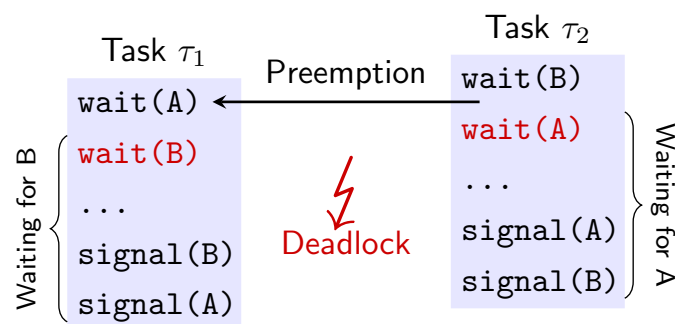 Task τ₁
wait(A)
wait(B)
...
signal(B)
signal(A)
Waiting for B
Preemption
Deadlock
Task τ₂
wait(B)
wait(A)
...
signal(A)
signal(B)
Waiting for A